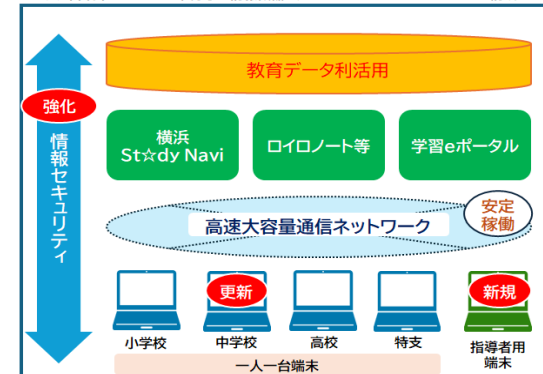 教育データ利活用
強化
情報セキュリティ
横浜
St☆dy Navi
ロイロノート等
学習eポータル
高速大容量通信ネットワーク
安定
稼働
更新
新規
小学校
中学校
高校
特支
指導者用
端末
一人一台端末